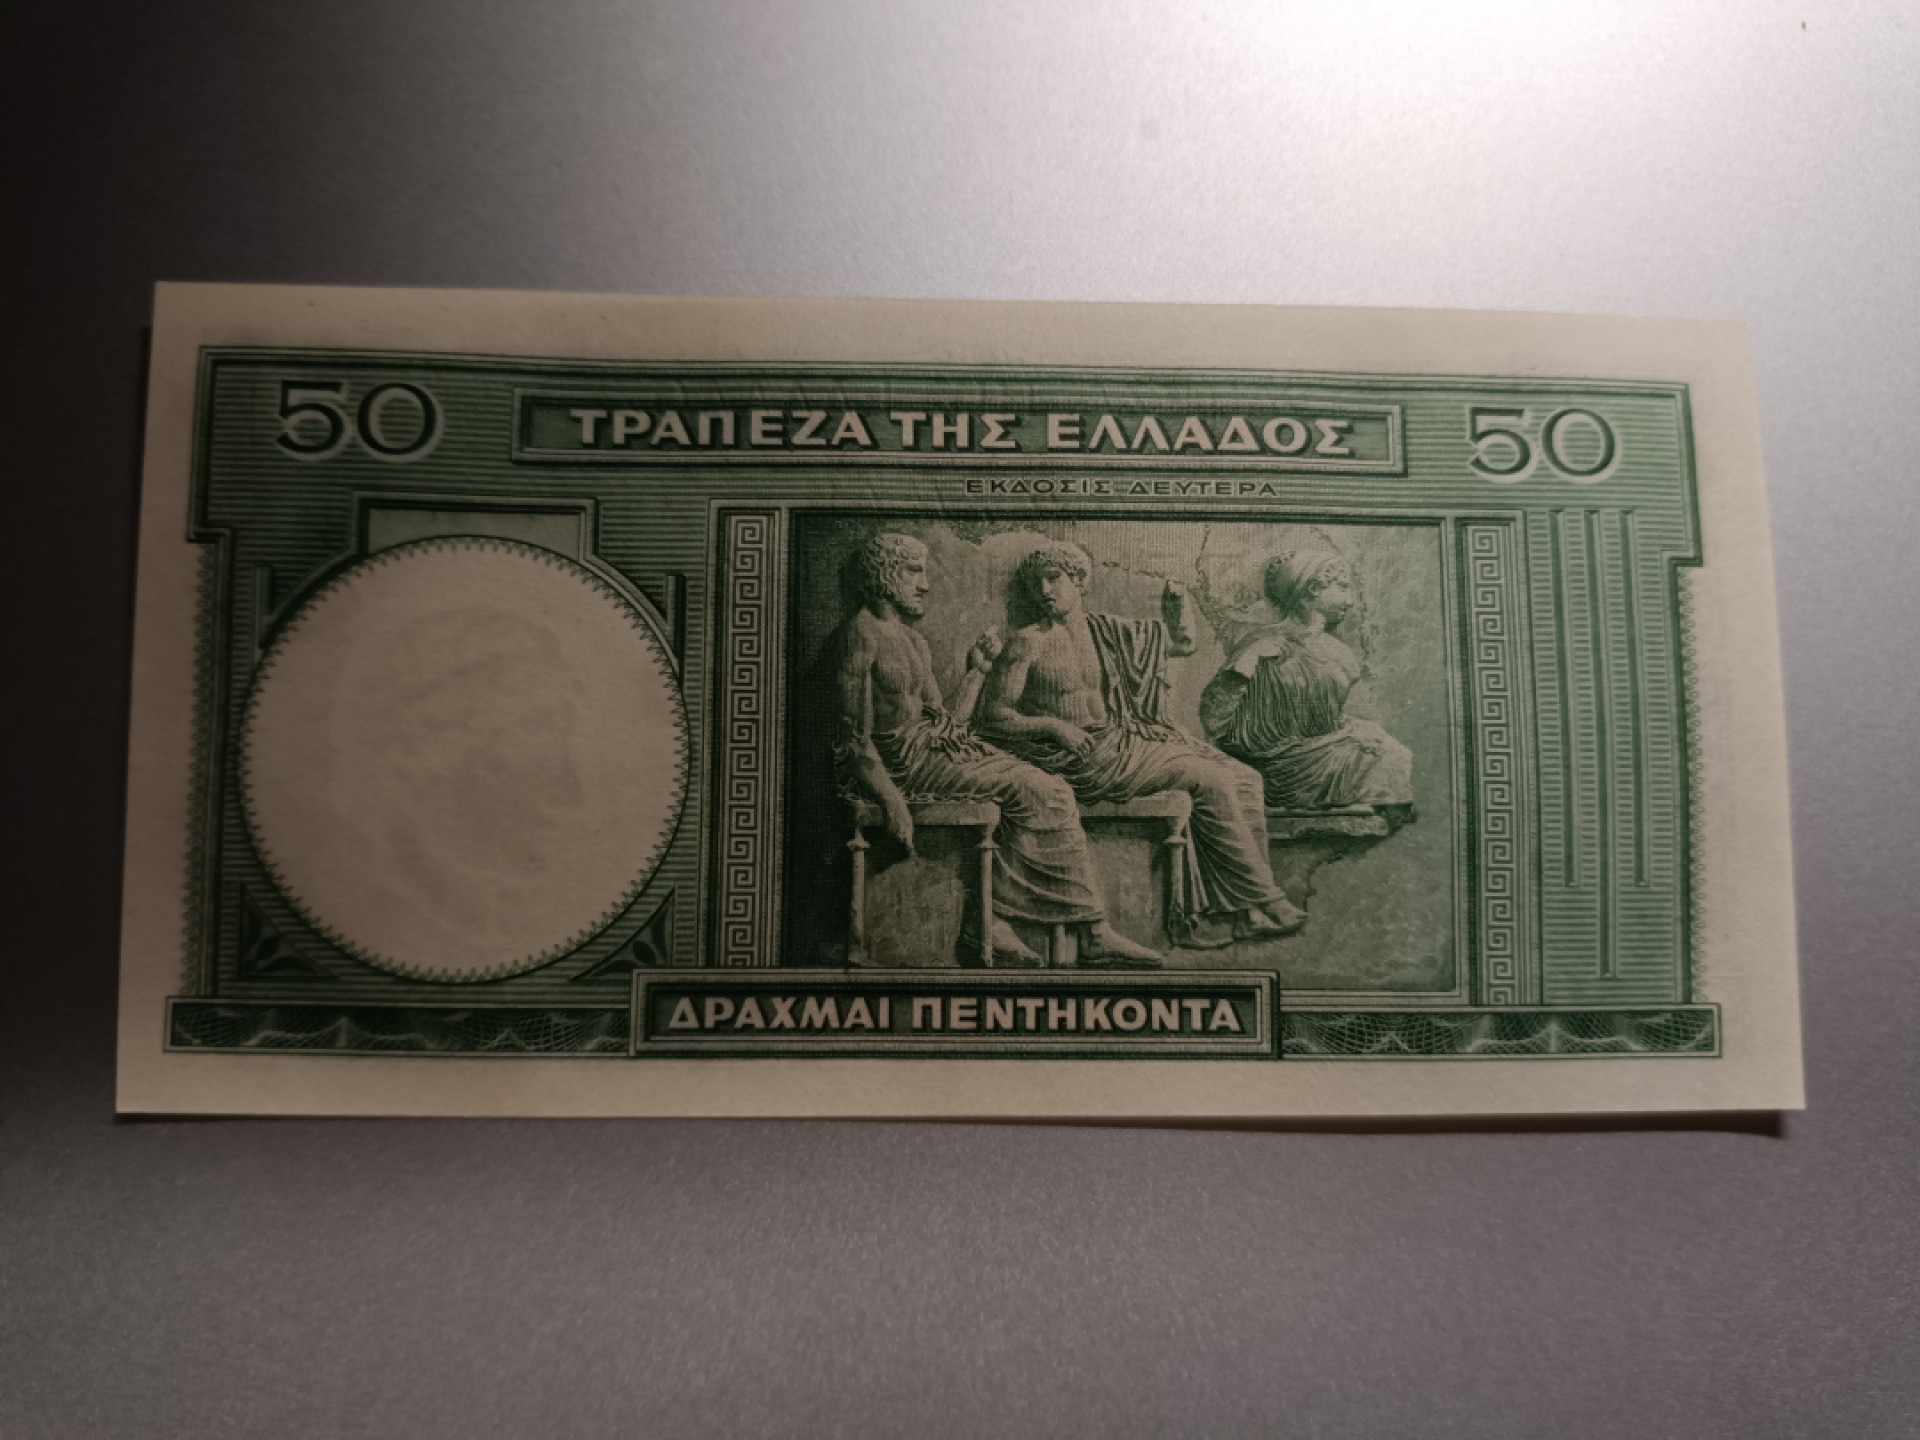 50 ΤΡΑΠΕΖΑ ΤΗΣ ΕΛΛΑΔΟΣ 50
ΕΚΔΟΣΙΣ ΔΕΥΤΕΡΑ
ΔΡΑΧΜΑΙ ΠΕΝΤΗΚΟΝΤΑ